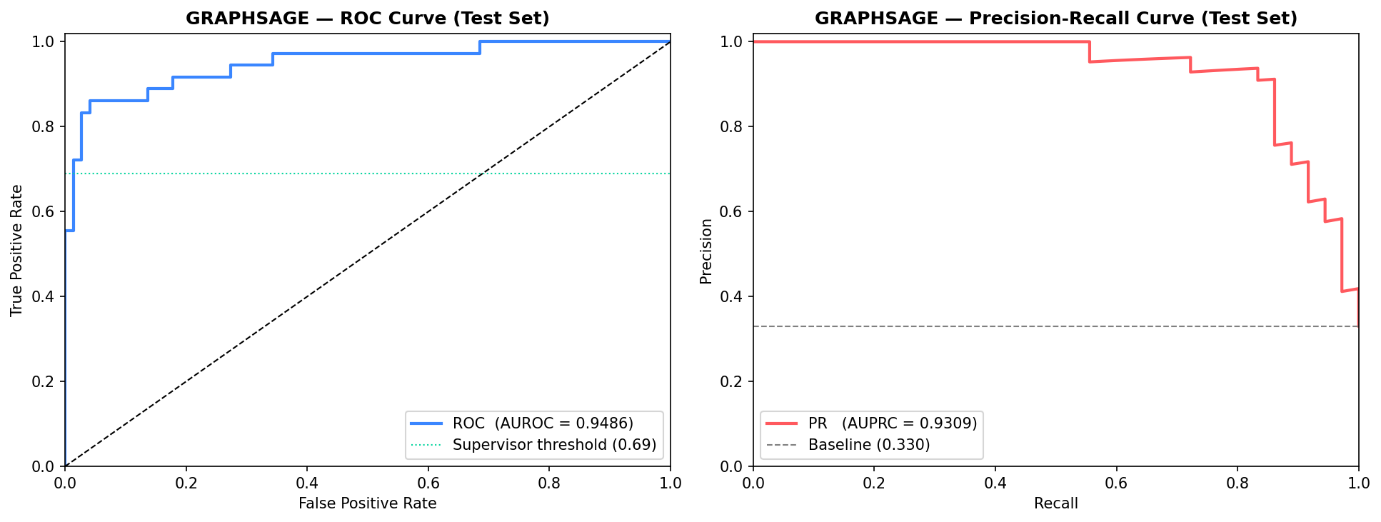 GRAPHSAGE — ROC Curve (Test Set)
1.0
0.8
0.6
0.4
0.2
0.0
True Positive Rate
0.0 0.2 0.4 0.6 0.8 1.0
False Positive Rate
ROC (AUROC = 0.9486)
Supervisor threshold (0.69)
GRAPHSAGE — Precision-Recall Curve (Test Set)
1.0
0.8
0.6
0.4
0.2
0.0
Precision
0.0 0.2 0.4 0.6 0.8 1.0
Recall
PR (AUPRC = 0.9309)
Baseline (0.330)